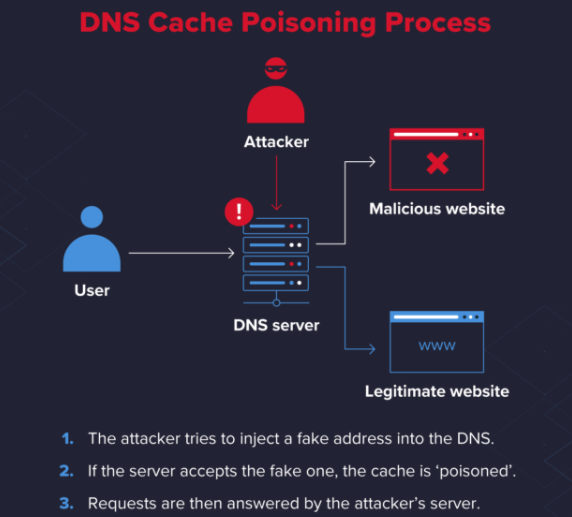 DNS Cache Poisoning Process
Attacker
Malicious website
User
DNS server
www
Legitimate website
1. The attacker tries to inject a fake address into the DNS.
2. If the server accepts the fake one, the cache is ‘poisoned’.
3. Requests are then answered by the attacker’s server.